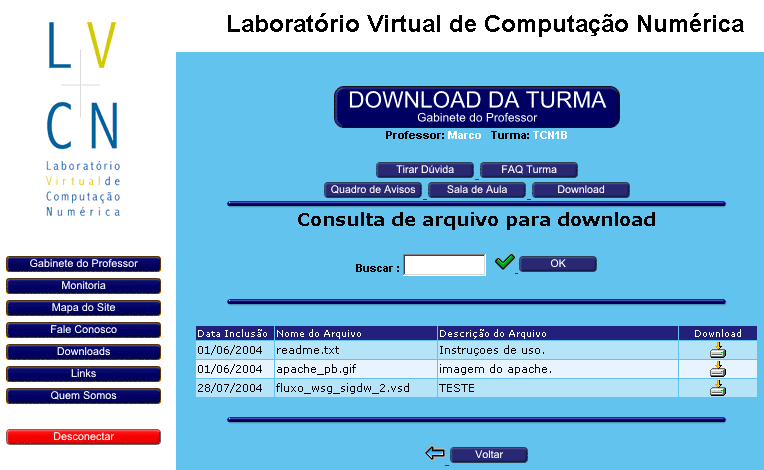 LV
CN
Laboratório
Virtual de
Computação
Numérica
Laboratório Virtual de Computação Numérica
DOWNLOAD DA TURMA
Gabinete do Professor
Professor: Marco Turma: TCN1B
Tirar Dúvida FAQ Turma
Quadro de Avisos Sala de Aula Download
Consulta de arquivo para download
Buscar : OK
Gabinete do Professor
Monitoria
Mapa do Site
Fale Conosco
Downloads
Links
Quem Somos
Desconectar
Data Inclusão Nome do Arquivo Descrição do Arquivo Download
01/06/2004 readme.txt Instruçoes de uso.
01/06/2004 apache_pb.gif imagem do apache.
28/07/2004 fluxo_wsg_sigdw_2.vsd TESTE
Voltar